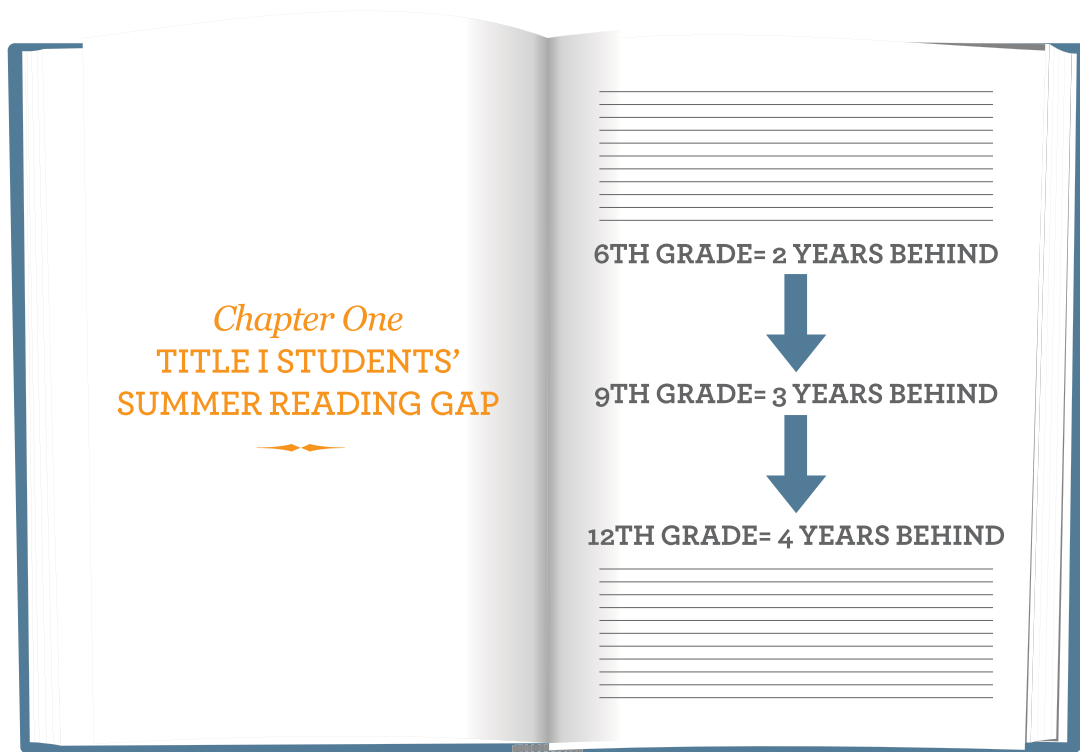 Chapter One
TITLE I STUDENTS’
SUMMER READING GAP
6TH GRADE= 2 YEARS BEHIND
9TH GRADE= 3 YEARS BEHIND
12TH GRADE= 4 YEARS BEHIND